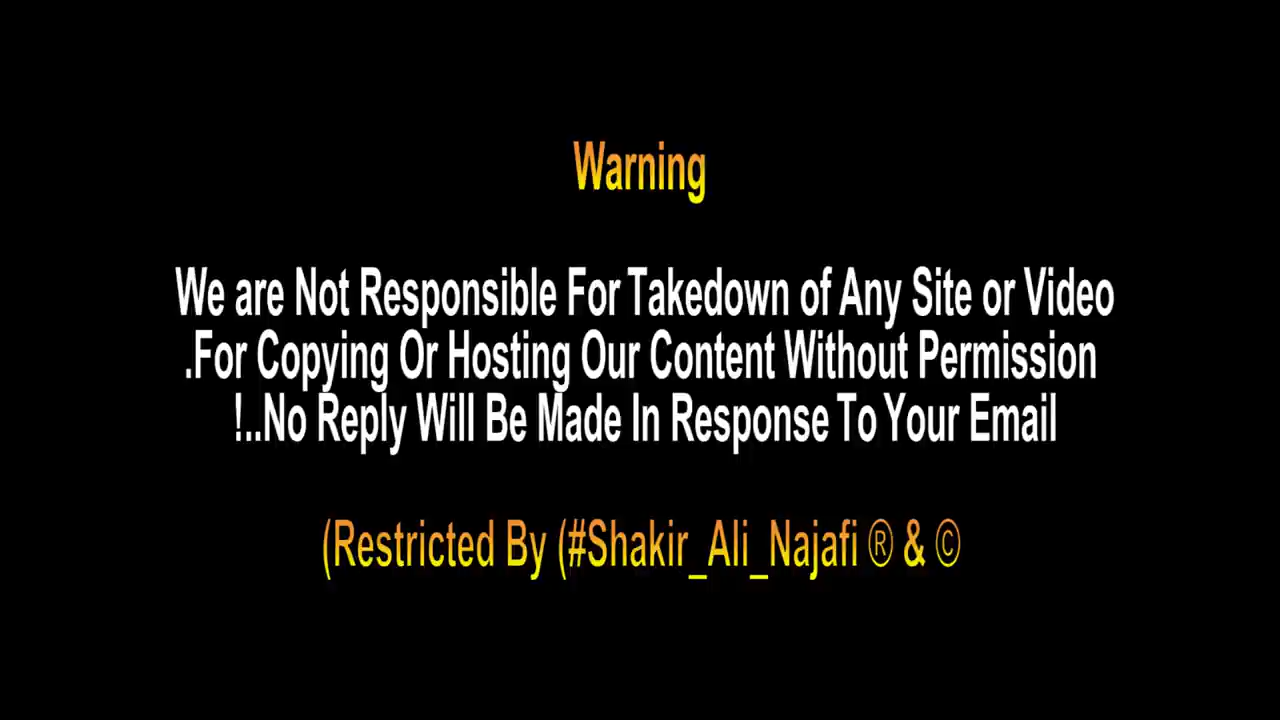 Warning
We are Not Responsible For Takedown of Any Site or Video
.For Copying Or Hosting Our Content Without Permission
!..No Reply Will Be Made In Response To Your Email
(Restricted By (#Shakir_Ali_Najafi ® & ©